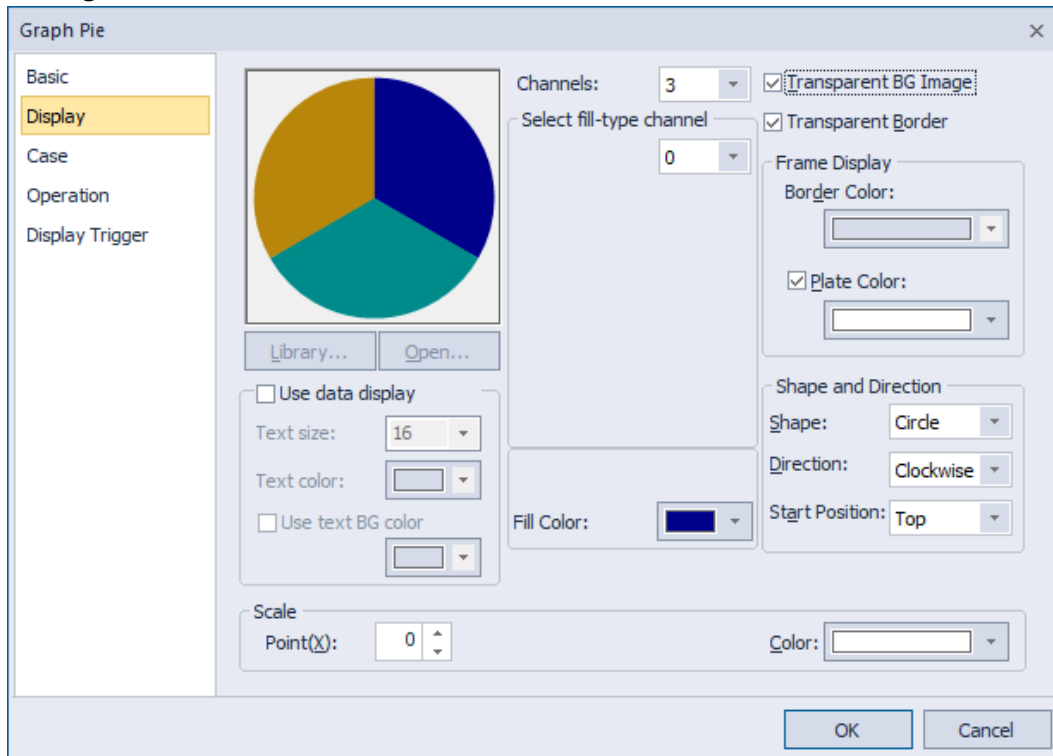 Graph Pie
Basic
Display
Case
Operation
Display Trigger
Library...
Open...
Use data display
Text size:
16
Text color:
Use text BG color
Channels:
3
Select fill-type channel
0
Fill Color:
Transparent BG Image
Transparent Border
Frame Display
Border Color:
Plate Color:
Shape and Direction
Shape:
Circle
Direction:
Clockwise
Start Position:
Top
Scale
Point(X):
0
Color:
OK
Cancel